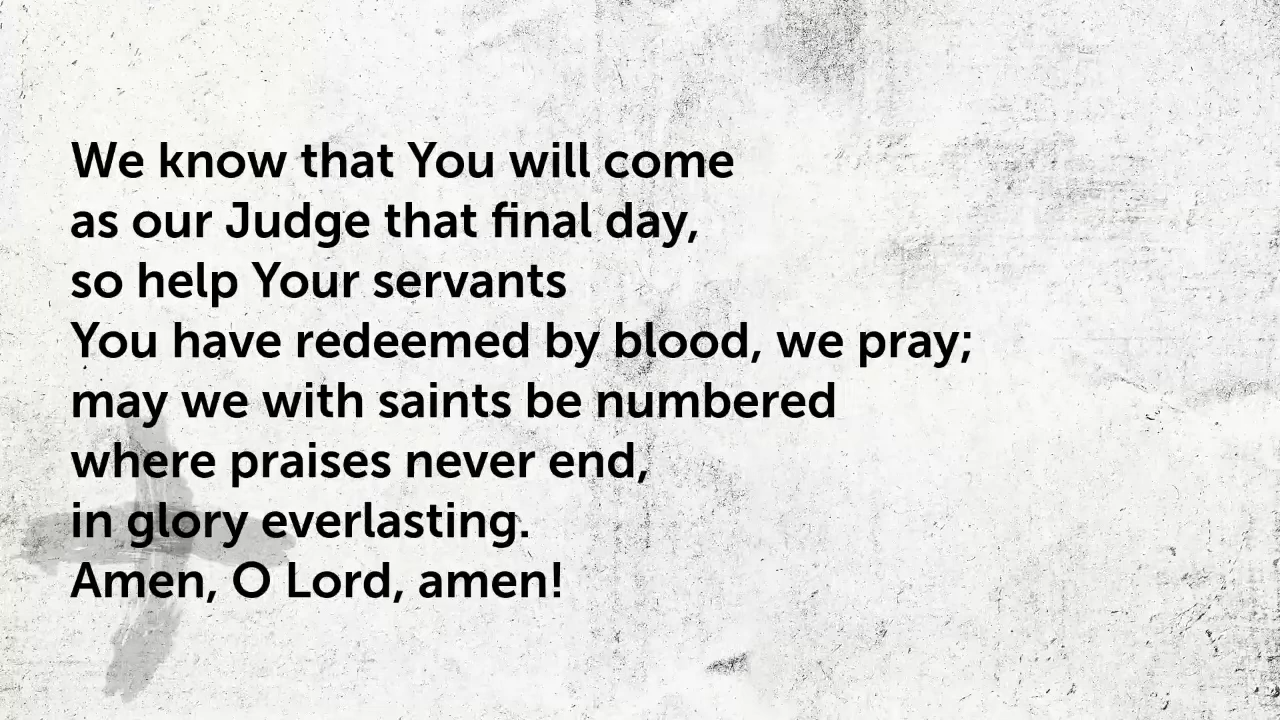 We know that You will come
as our Judge that final day,
so help Your servants
You have redeemed by blood, we pray;
may we with saints be numbered
where praises never end,
in glory everlasting.
Amen, O Lord, amen!